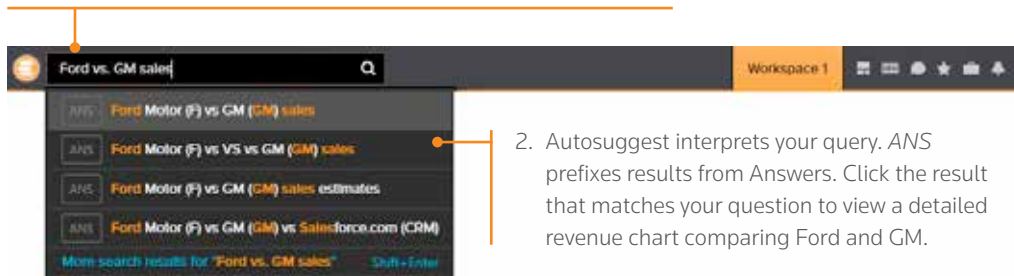 Ford vs. GM sales
Workspace 1
ANS Ford Motor (F) vs GM (GM) sales
ANS Ford Motor (F) vs VS vs GM (GM) sales
ANS Ford Motor (F) vs GM (GM) sales estimates
ANS Ford Motor (F) vs GM (GM) vs Salesforce.com (CRM)
More search results for "Ford vs. GM sales" Shift+Enter
2. Autosuggest interprets your query. ANS
prefixes results from Answers. Click the result
that matches your question to view a detailed
revenue chart comparing Ford and GM.